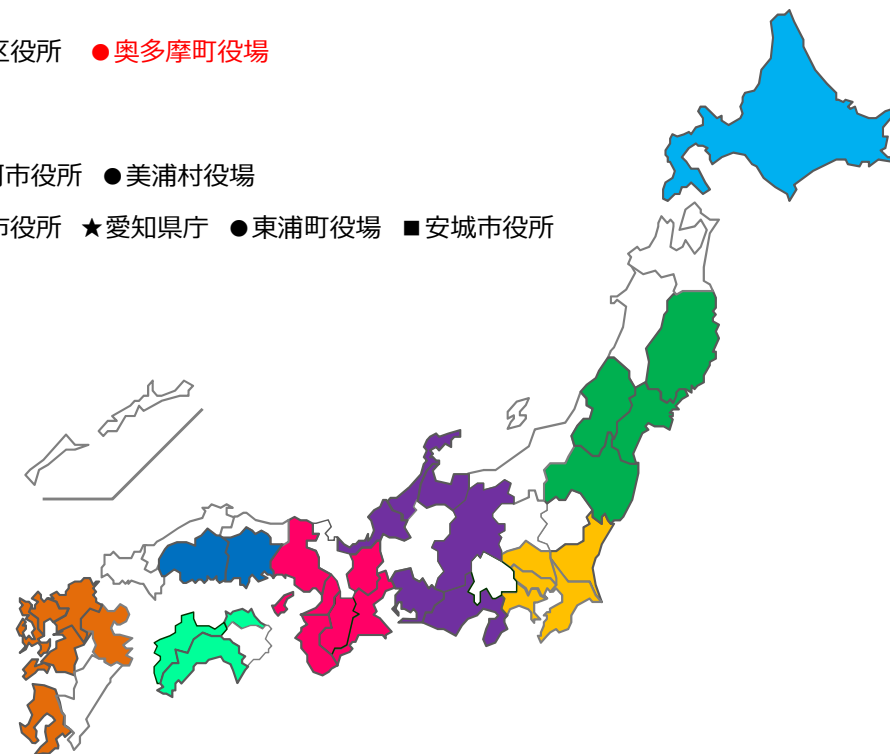 区役所 ●奥多摩町役場
市役所 ●美浦村役場
市役所 ★愛知県庁 ●東浦町役場 ■安城市役所